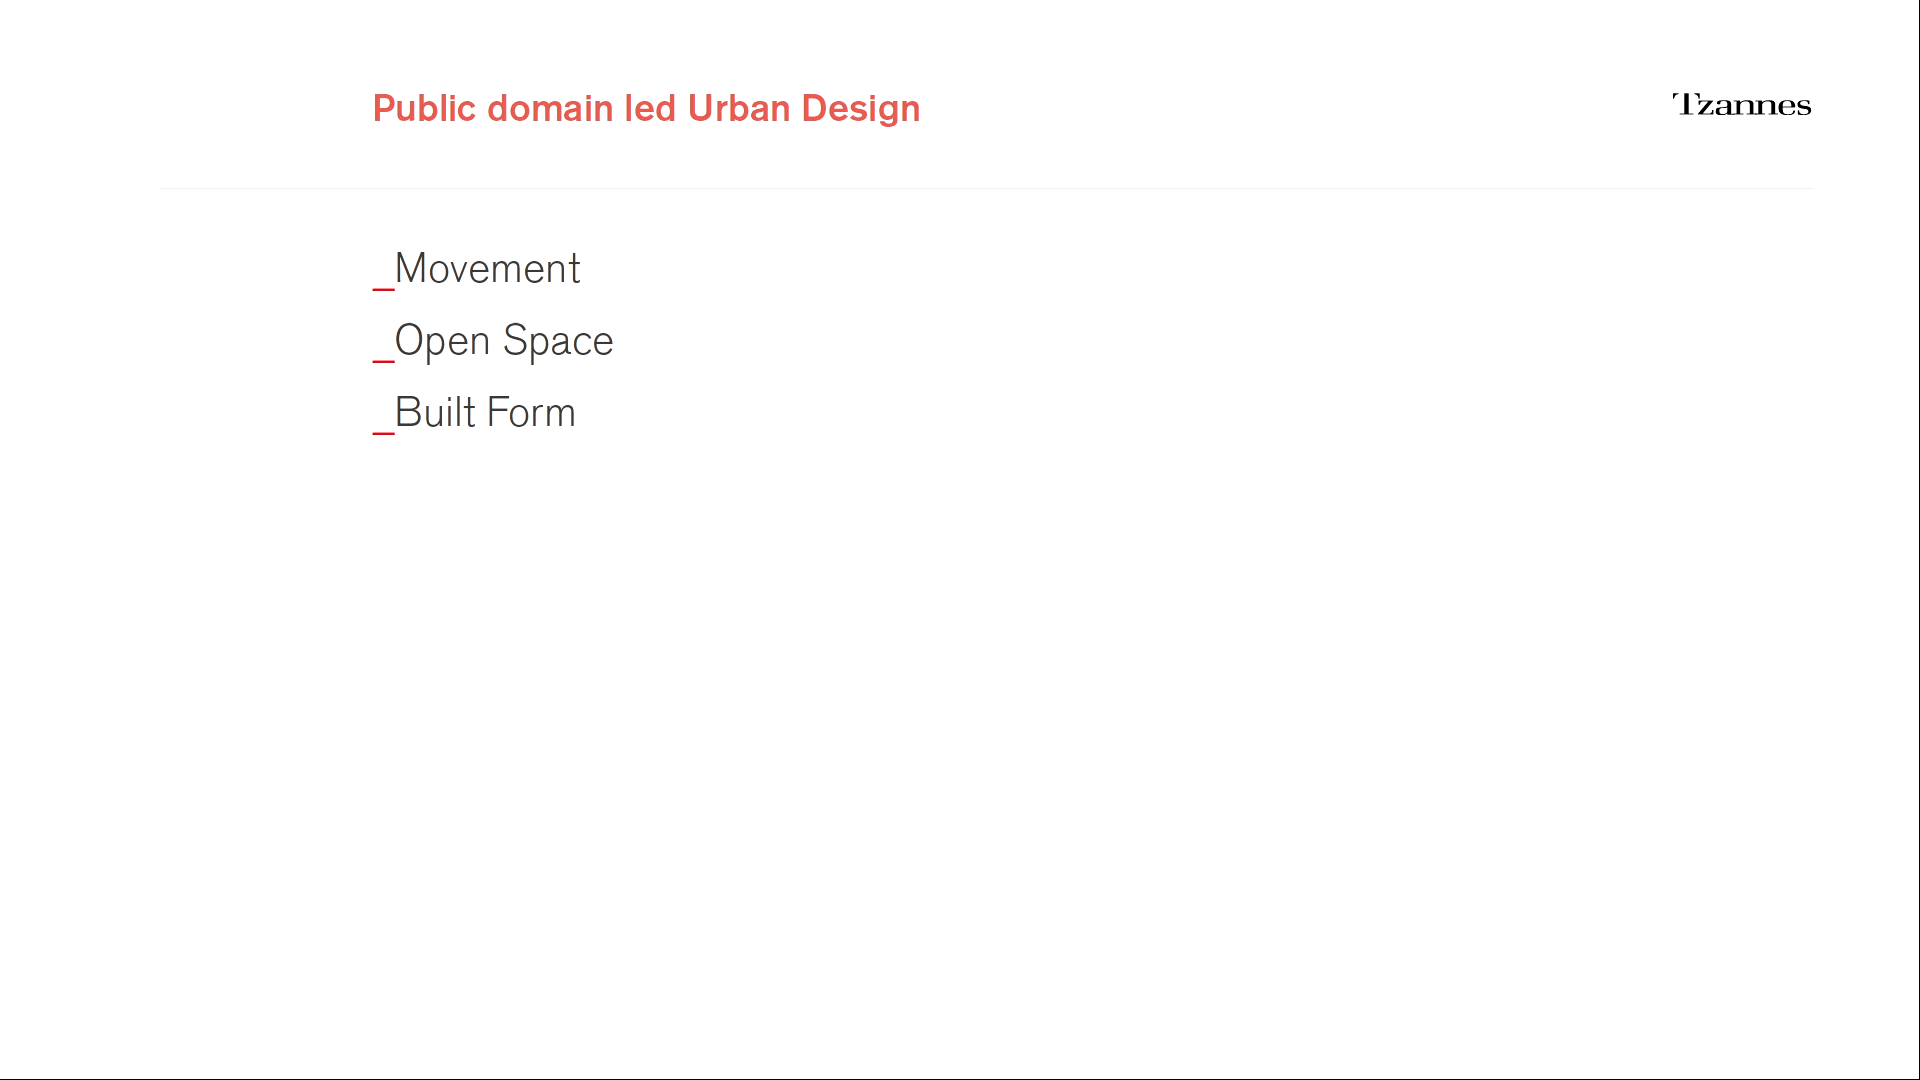 Public domain led Urban Design
Tzannes
_Movement
_Open Space
_Built Form